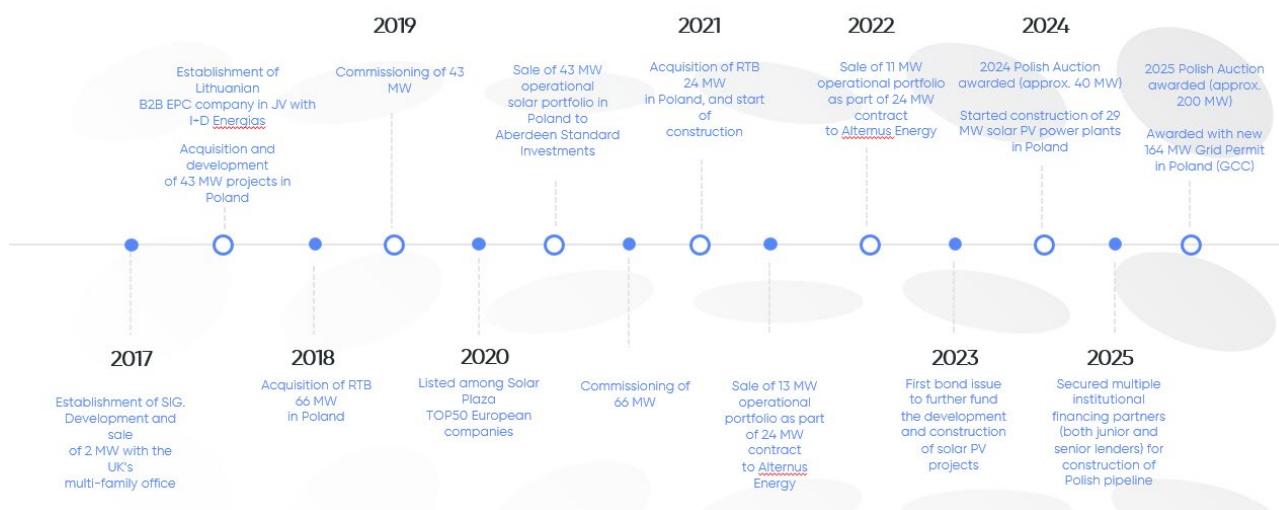 2019
2021
2022
2024
Establishment of
Lithuanian
B2B EPC company in JV with
I+D Energias
Acquisition and
development
of 43 MW projects in
Poland
Commissioning of 43
MW
Sale of 43 MW
operational
solar portfolio in
Poland to
Aberdeen Standard
Investments
Acquisition of RTB
24 MW
in Poland, and start
of
construction
Sale of 11 MW
operational portfolio
as part of 24 MW
contract
to Alternus Energy
2024 Polish Auction
awarded (approx. 40 MW)
Started construction of 29
MW solar PV power plants
in Poland
2025 Polish Auction
awarded (approx.
200 MW)
Awarded with new
164 MW Grid Permit
in Poland (GCC)
2017
Establishment of SIG.
Development and
sale
of 2 MW with the
UK's
multi-family office
2018
Acquisition of RTB
66 MW
in Poland
2020
Listed among Solar
Plaza
TOP50 European
companies
Commissioning of
66 MW
Sale of 13 MW
operational
portfolio as part
of 24 MW
contract
to Alternus
Energy
2023
First bond issue
to further fund
the development
and construction
of solar PV
projects
2025
Secured multiple
institutional
financing partners
(both junior and
senior lenders) for
construction of
Polish pipeline